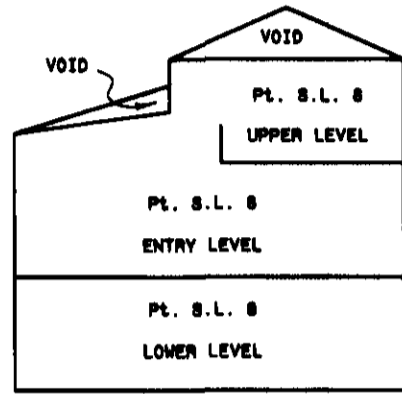 VOID
VOID
Pt. S.L. 8
UPPER LEVEL
Pt. S.L. 8
ENTRY LEVEL
Pt. S.L. 8
LOWER LEVEL